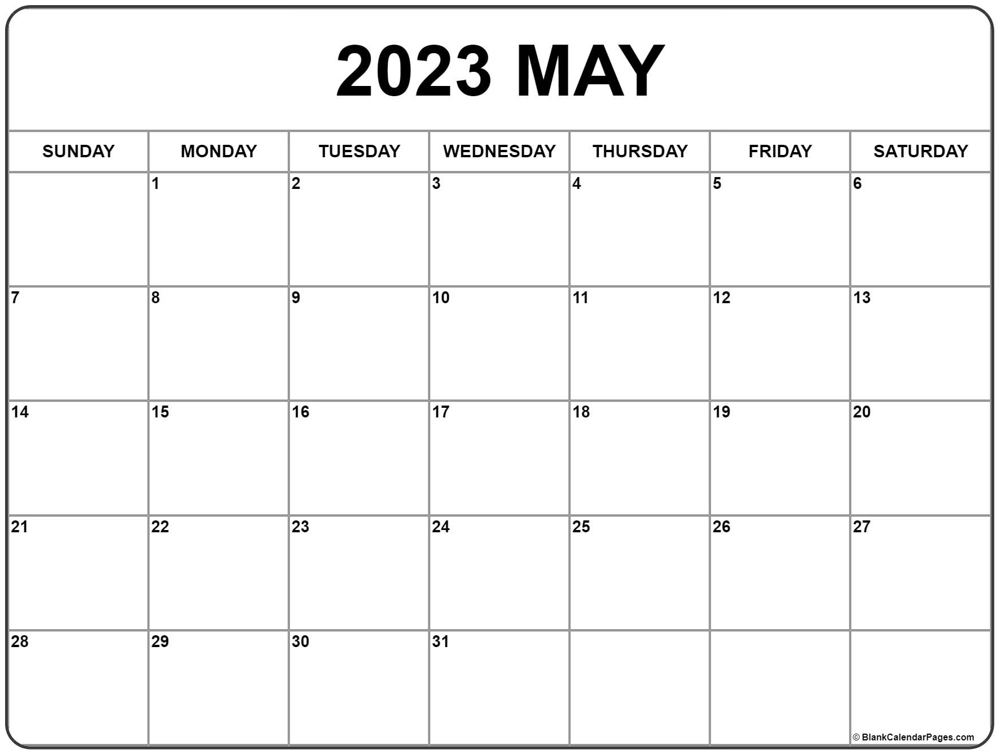 2023 MAY
SUNDAY MONDAY TUESDAY WEDNESDAY THURSDAY FRIDAY SATURDAY
1 2 3 4 5 6
7 8 9 10 11 12 13
14 15 16 17 18 19 20
21 22 23 24 25 26 27
28 29 30 31
© BlankCalendarPages.com